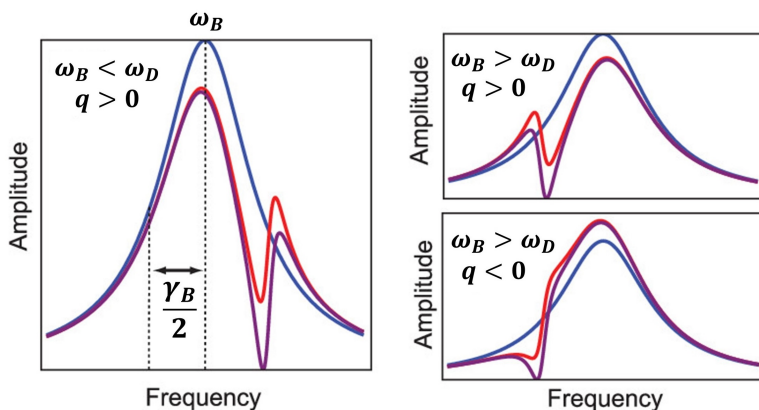 ω_B
ω_B < ω_D
q > 0
γ_B
2
Amplitude
Frequency
ω_B > ω_D
q > 0
Amplitude
ω_B > ω_D
q < 0
Amplitude
Frequency